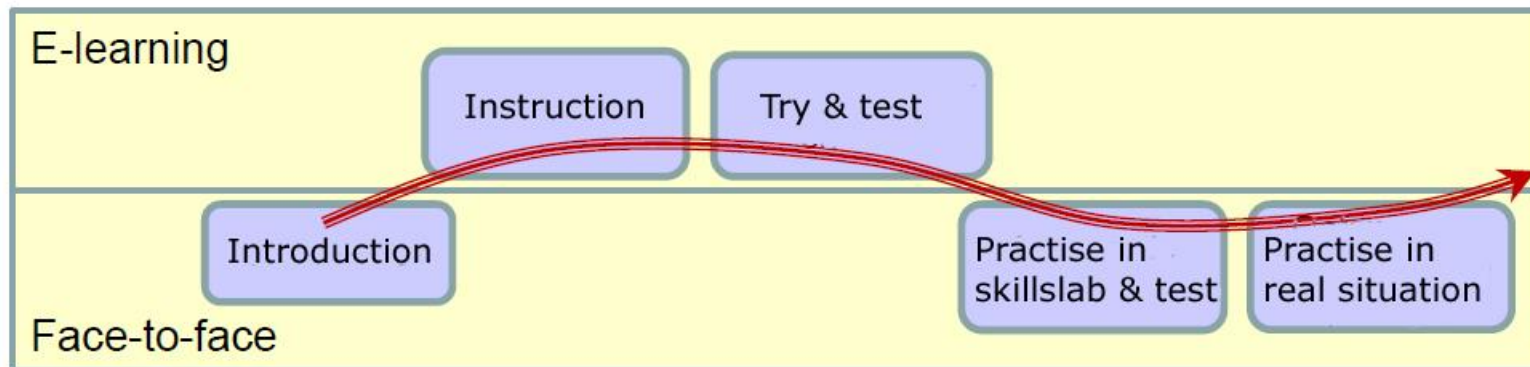 E-learning
Instruction
Try & test
Introduction
Practise in
skillslab & test
Practise in
real situation
Face-to-face